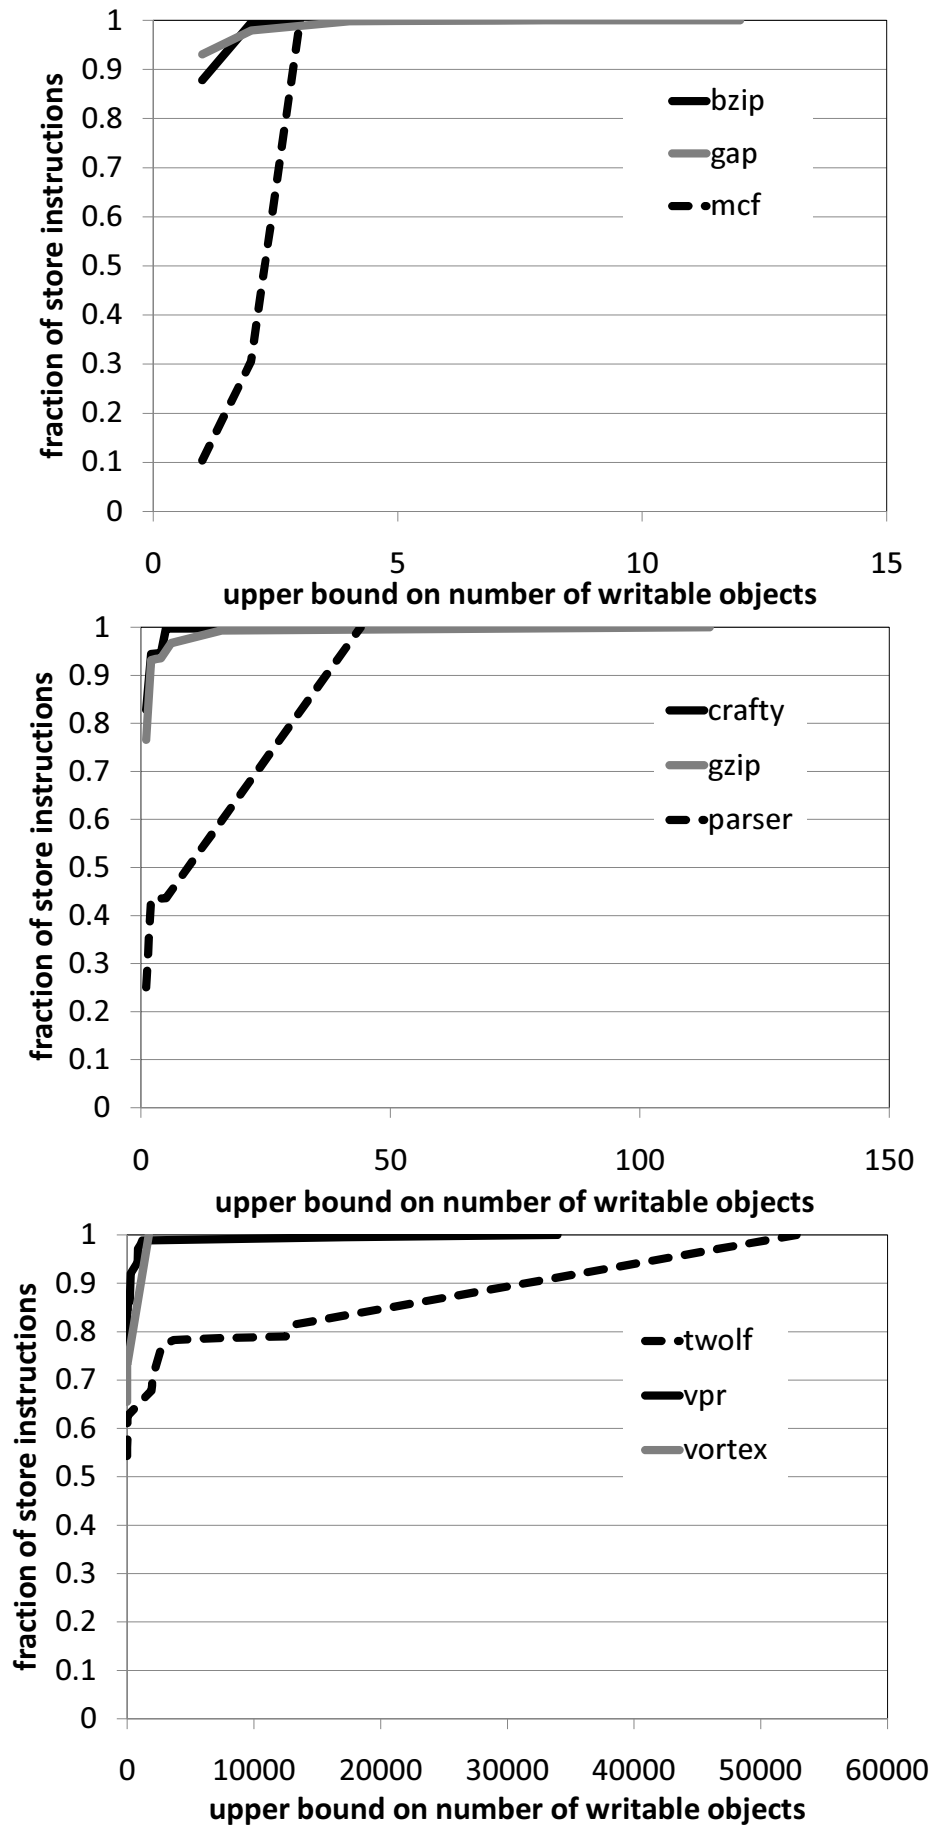 1
0.9
0.8
0.7
0.6
0.5
0.4
0.3
0.2
0.1
0
fraction of store instructions
bzip
gap
mcf
0 5 10 15
upper bound on number of writable objects
1
0.9
0.8
0.7
0.6
0.5
0.4
0.3
0.2
0.1
0
fraction of store instructions
crafty
gzip
parser
0 50 100 150
upper bound on number of writable objects
1
0.9
0.8
0.7
0.6
0.5
0.4
0.3
0.2
0.1
0
fraction of store instructions
twolf
vpr
vortex
0 10000 20000 30000 40000 50000 60000
upper bound on number of writable objects